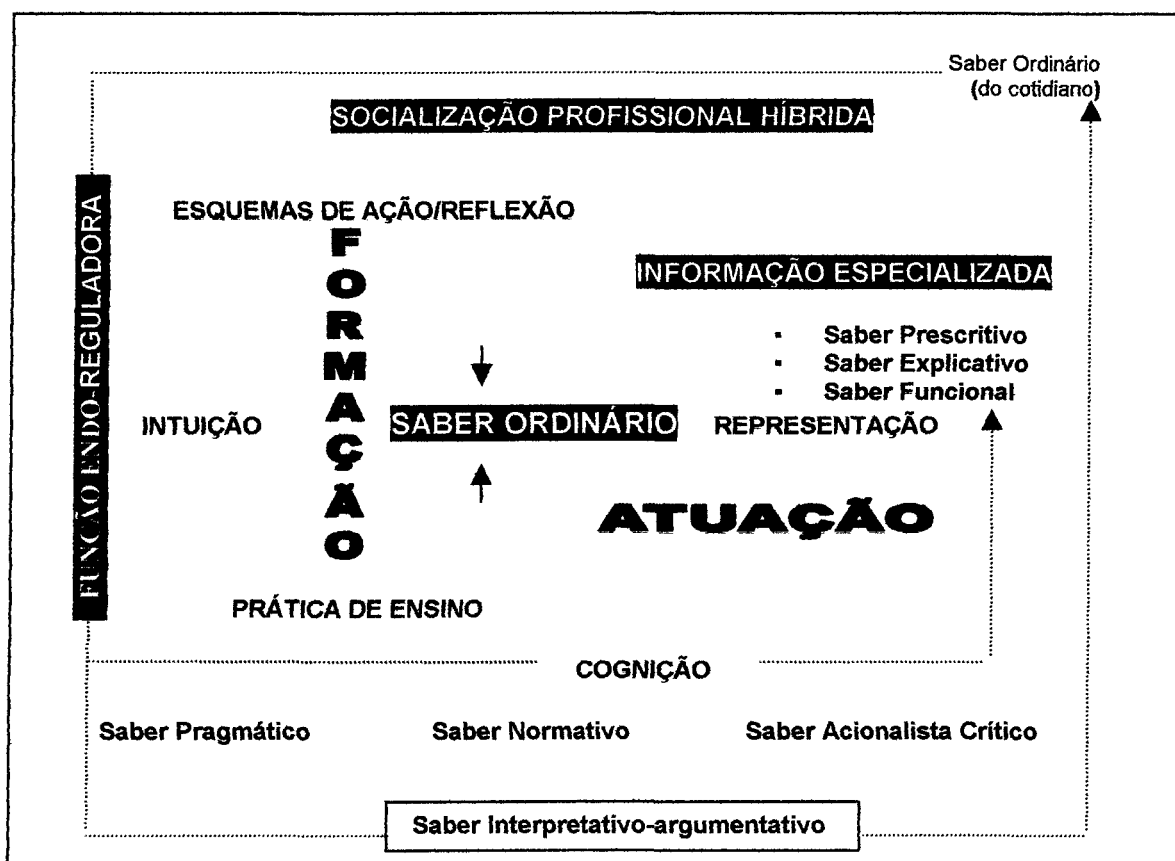 Saber Ordinário
(do cotidiano)
SOCIALIZAÇÃO PROFISSIONAL HÍBRIDA
FUNCÃO ENDO-REGULADORA
ESQUEMAS DE AÇÃO/REFLEXÃO
FORMAÇÃO
INFORMAÇÃO ESPECIALIZADA
▪ Saber Prescritivo
▪ Saber Explicativo
▪ Saber Funcional
INTUIÇÃO
SABER ORDINÁRIO
REPRESENTAÇÃO
ATUAÇÃO
PRÁTICA DE ENSINO
COGNIÇÃO
Saber Pragmático
Saber Normativo
Saber Acionalista Crítico
Saber Interpretativo-argumentativo